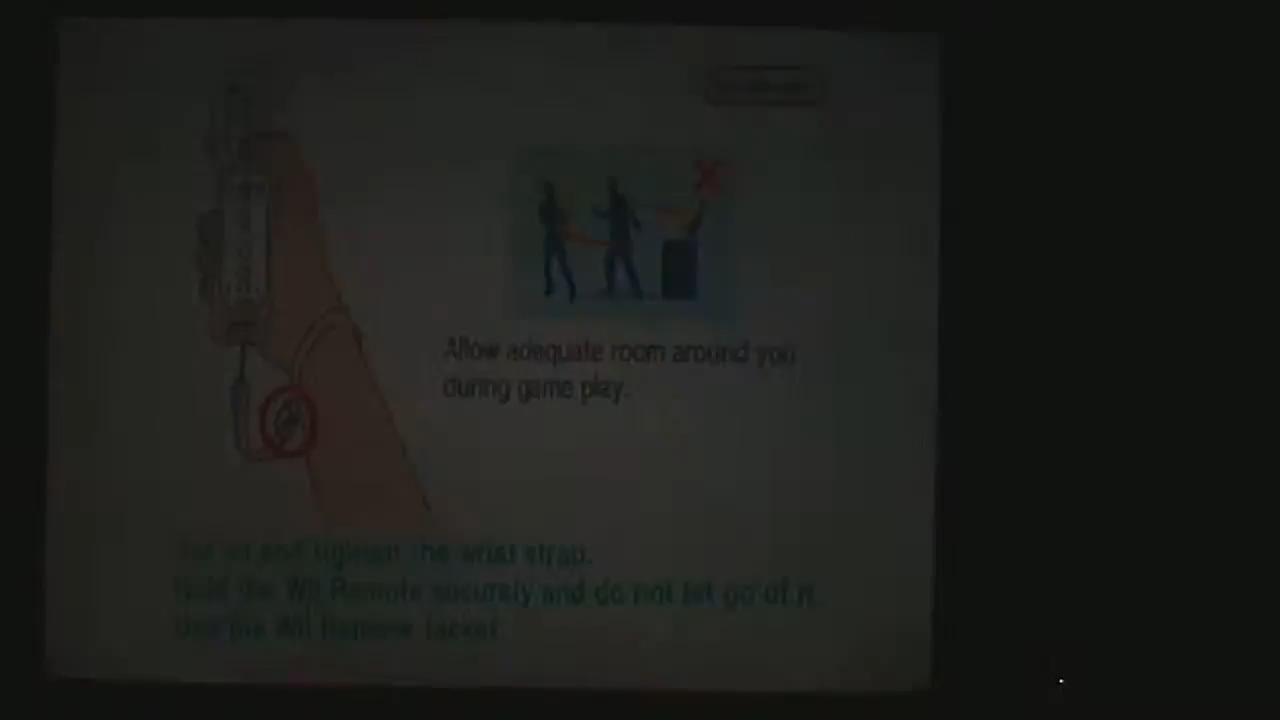 Allow adequate room around you
during game play.
Put on and tighten the wrist strap.
Hold the Wii Remote securely and do not let go of it.
Use the Wii Remote Jacket.